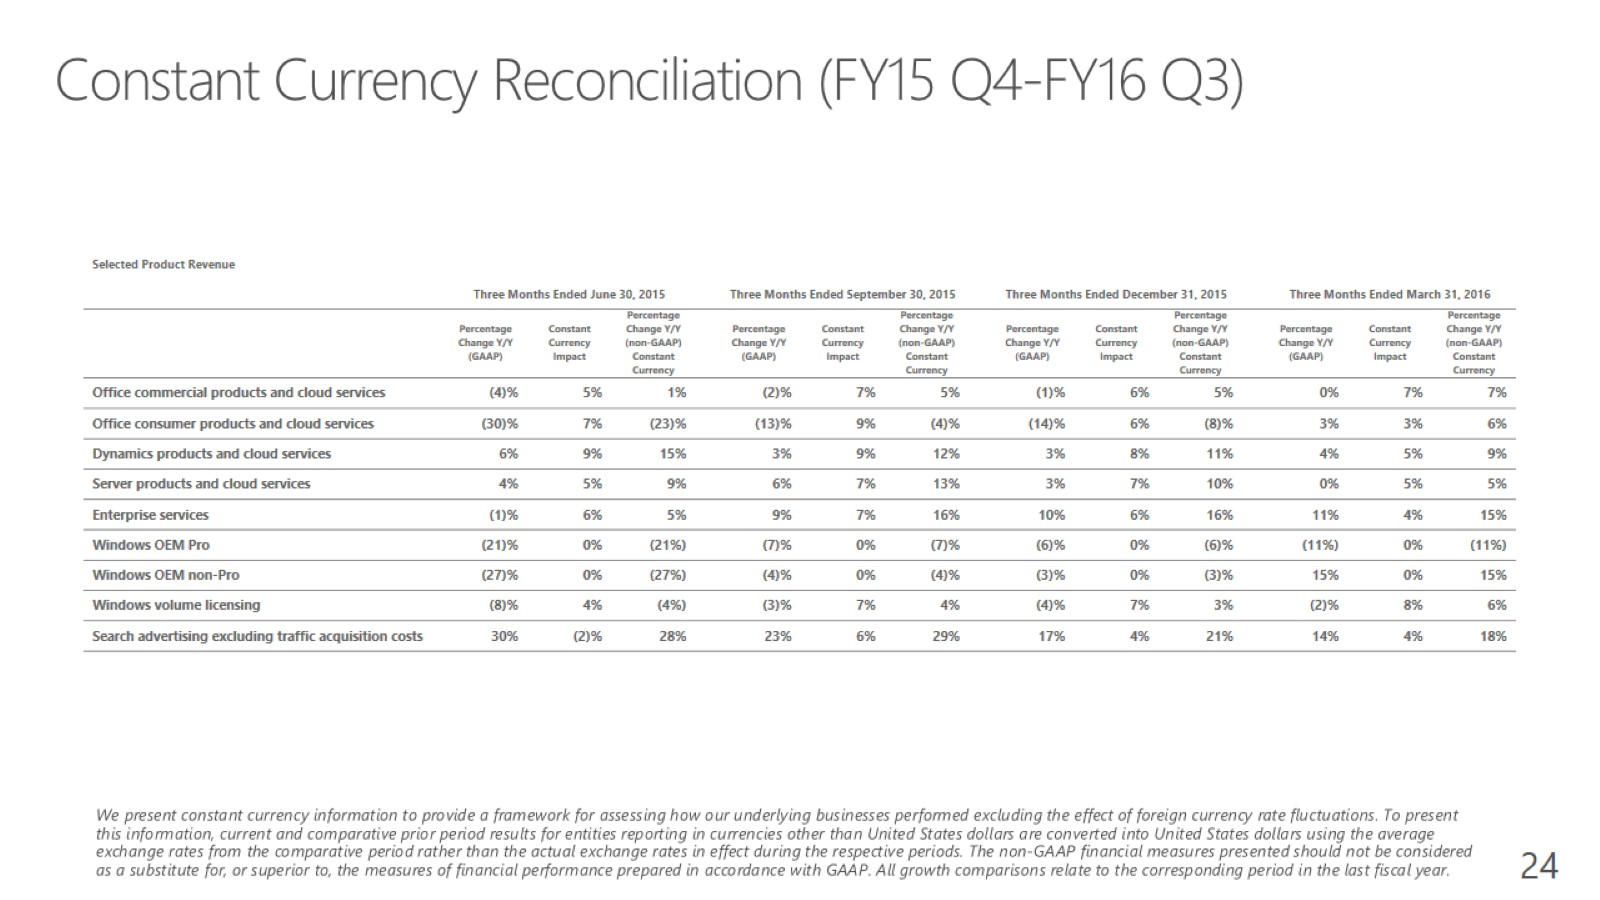 Constant Currency Reconciliation (FY15 Q4-FY16 Q3)
Selected Product Revenue
Three Months Ended June 30, 2015 Three Months Ended September 30, 2015 Three Months Ended December 31, 2015 Three Months Ended March 31, 2016
Percentage Percentage Percentage Percentage
Percentage Constant Change Y/Y Percentage Constant Change Y/Y Percentage Constant Change Y/Y Percentage Constant Change Y/Y
Change Y/Y Currency (non-GAAP) Change Y/Y Currency (non-GAAP) Change Y/Y Currency (non-GAAP) Change Y/Y Currency (non-GAAP)
(GAAP) Impact Constant (GAAP) Impact Constant (GAAP) Impact Constant (GAAP) Impact Constant
Currency Currency Currency Currency
Office commercial products and cloud services (4)% 5% 1% (2)% 7% 5% (1)% 6% 5% 0% 7% 7%
Office consumer products and cloud services (30)% 7% (23)% (13)% 9% (4)% (14)% 6% (8)% 3% 3% 6%
Dynamics products and cloud services 6% 9% 15% 3% 9% 12% 3% 8% 11% 4% 5% 9%
Server products and cloud services 4% 5% 9% 6% 7% 13% 3% 7% 10% 0% 5% 5%
Enterprise services (1)% 6% 5% 9% 7% 16% 10% 6% 16% 11% 4% 15%
Windows OEM Pro (21)% 0% (21%) (7)% 0% (7)% (6)% 0% (6)% (11%) 0% (11%)
Windows OEM non-Pro (27)% 0% (27%) (4)% 0% (4)% (3)% 0% (3)% 15% 0% 15%
Windows volume licensing (8)% 4% (4%) (3)% 7% 4% (4)% 7% 3% (2)% 8% 6%
Search advertising excluding traffic acquisition costs 30% (2)% 28% 23% 6% 29% 17% 4% 21% 14% 4% 18%
We present constant currency information to provide a framework for assessing how our underlying businesses performed excluding the effect of foreign currency rate fluctuations. To present
this information, current and comparative prior period results for entities reporting in currencies other than United States dollars are converted into United States dollars using the average
exchange rates from the comparative period rather than the actual exchange rates in effect during the respective periods. The non-GAAP financial measures presented should not be considered
as a substitute for, or superior to, the measures of financial performance prepared in accordance with GAAP. All growth comparisons relate to the corresponding period in the last fiscal year.
24